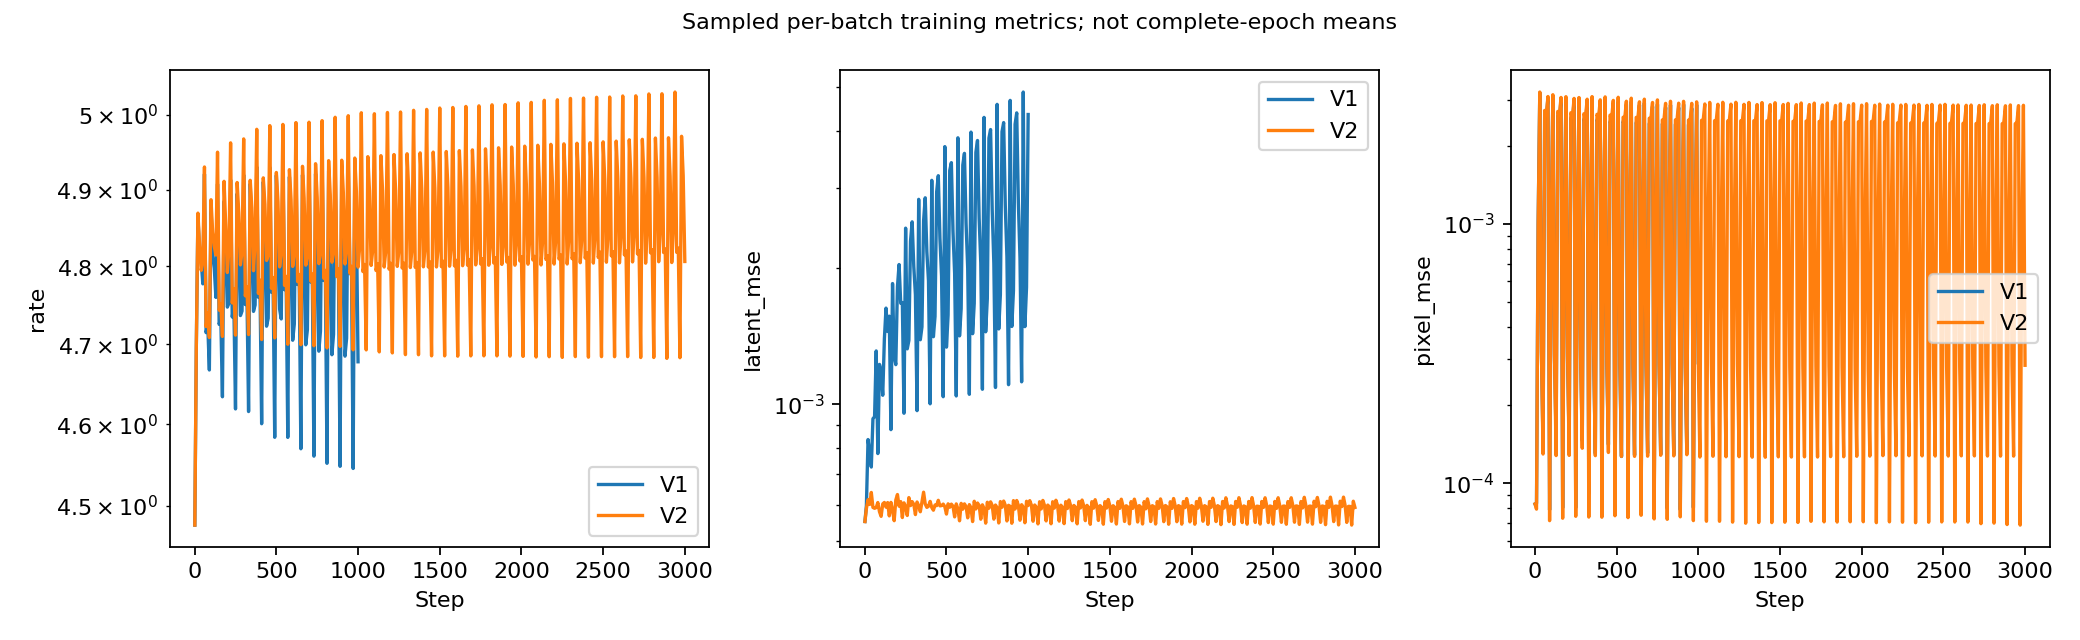 Sampled per-batch training metrics; not complete-epoch means
rate
5 × 10⁰
4.9 × 10⁰
4.8 × 10⁰
4.7 × 10⁰
4.6 × 10⁰
4.5 × 10⁰
V1
V2
0 500 1000 1500 2000 2500 3000
Step
latent_mse
10⁻³
V1
V2
0 500 1000 1500 2000 2500 3000
Step
pixel_mse
10⁻³
10⁻⁴
V1
V2
0 500 1000 1500 2000 2500 3000
Step